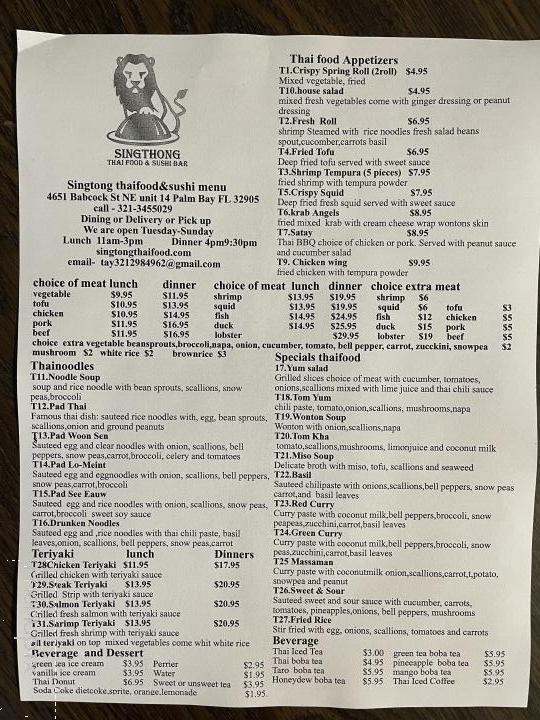 SINGTHONG
THAI FOOD & SUSHI BAR
Singtong thaifood&sushi menu
4651 Babcock St NE unit 14 Palm Bay FL 32905
call - 321-3455029
Dining or Delivery or Pick up
We are open Tuesday-Sunday
Lunch 11am-3pm Dinner 4pm9:30pm
singtongthaifood.com
email- tay3212984962@gmail.com
Thai food Appetizers
T1.Crispy Spring Roll (2roll) $4.95
Mixed vegetable, fried
T10.house salad $4.95
mixed fresh vegetables come with ginger dressing or peanut
dressing
T2.Fresh Roll $6.95
shrimp Steamed with rice noodles fresh salad beans
spout,cucomber,carrots basil
T4.Fried Tofu $6.95
Deep fried tofu served with sweet sauce
T3.Shrimp Tempura (5 pieces) $7.95
fried shrimp with tempura powder
T5.Crispy Squid $7.95
Deep fried fresh squid served with sweet sauce
T6.krab Angels $8.95
fried mixed krab with cream cheese wrap wontons skin
T7.Satay $8.95
Thai BBQ choice of chicken or pork. Served with peanut sauce
and cucumber salad
T9. Chicken wing $9.95
fried chicken with tempura powder
choice of meat lunch dinner
vegetable $9.95 $11.95
tofu $10.95 $13.95
chicken $10.95 $14.95
pork $11.95 $16.95
beef $11.95 $16.95
choice of meat lunch dinner
shrimp $13.95 $19.95
squid $13.95 $19.95
fish $14.95 $24.95
duck $14.95 $25.95
lobster $29.95
choice extra meat
shrimp $6
squid $6 tofu $3
fish $12 chicken $5
duck $15 pork $5
lobster $19 beef $5
choice extra vegetable beansprouts,broccoli,napa, onion, cucumber, tomato, bell pepper, carrot, zucckini, snowpea $2
mushroom $2 white rice $2 brownrice $3
Thainoodles
T11.Noodle Soup
soup and rice noodle with bean sprouts, scallions, snow
peas,broccoli
T12.Pad Thai
Famous thai dish: sauteed rice noodles with, egg, bean sprouts,
scallions,onion and ground peanuts
T13.Pad Woon Sen
Sauteed egg and clear noodles with onion, scallions, bell
peppers, snow peas,carrot,broccoli, celery and tomatoes
T14.Pad Lo-Meint
Sauteed egg and eggnoodles with onion,scallions, bell peppers,
snow peas,carrot,broccoli
T15.Pad See Eauw
Sauteed egg and rice noodles with onion,scallions, snow peas,
carrot,broccoli sweet soy sauce
T16.Drunken Noodles
Sauteed egg and ,rice noodles with thai chili paste, basil
leaves,onion, scallions, bell peppers, snow peas,carrot
Teriyaki lunch Dinners
T28Chicken Teriyaki $11.95 $17.95
Grilled chicken with teriyaki sauce
T29.Steak Teriyaki $13.95 $20.95
Grilled Strip with teriyaki sauce
T30.Salmon Teriyaki $13.95 $20.95
Grilled fresh salmon with teriyaki sauce
T31.Sarimp Teriyaki $13.95 $20.95
Grilled fresh shrimp with teriyaki sauce
all teriyaki on top mixed vegetables come whit white rice
Beverage and Dessert
green tea ice cream $3.95 Perrier $2.95
vanilla ice cream $3.95 Water $1.95
Thai Donut $6.95 Sweet or unsweet tea $3.95
Soda Coke dietcoke,sprite, orange,lemonade $1.95.
Specials thaifood
17.Yum salad
Grilled slices choice of meat with cucumber, tomatoes,
onions,scallions mixed with lime juice and thai chili sauce
T18.Tom Yum
chili paste, tomato,onion,scallions, mushrooms,napa
T19.Wonton Soup
Wonton with onion,scallions,napa
T20.Tom Kha
tomato,scallions,mushrooms, limonjuice and coconut milk
T21.Miso Soup
Delicate broth with miso, tofu, scallions and seaweed
T22.Basil
Sauteed chilipaste with onions,scallions,bell peppers, snow peas
carrot,and basil leaves
T23.Red Curry
Curry paste with coconut milk,bell peppers,broccoli, snow
peapeas,zucchini,carrot,basil leaves
T24.Green Curry
Curry paste with coconut milk,bell peppers,broccoli, snow
peas,zucchini,carrot,basil leaves
T25 Massaman
Curry paste with coconutmilk onion,scallions,carrot,t,potato,
snowpea and peanut
T26.Sweet & Sour
Sauteed sweet and sour sauce with cucumber, carrots,
tomatoes, pineapples,onions, bell peppers, mushrooms
T27.Fried Rice
Stir fried with egg, onions, scallions, tomatoes and carrots
Beverage
Thai Iced Tea $3.00 green tea boba tea $5.95
Thai boba tea $4.95 pineceapple boba tea $5.95
Taro boba tea $5.95 mango boba tea $5.95
Honeydew boba tea $5.95 Thai Iced Coffee $2.95